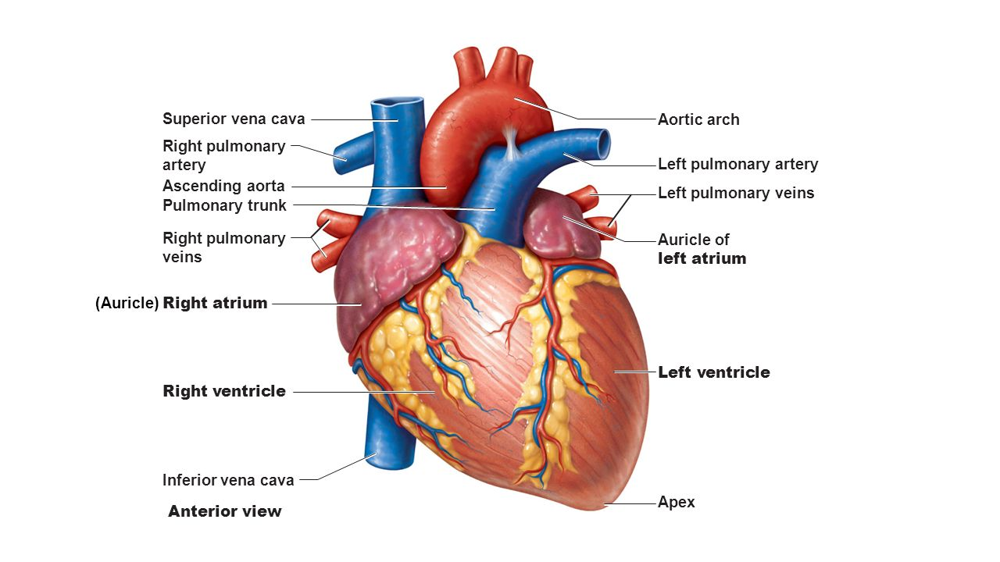 Superior vena cava
Right pulmonary
artery
Ascending aorta
Pulmonary trunk
Right pulmonary
veins
(Auricle) Right atrium
Right ventricle
Inferior vena cava
Anterior view
Aortic arch
Left pulmonary artery
Left pulmonary veins
Auricle of
left atrium
Left ventricle
Apex